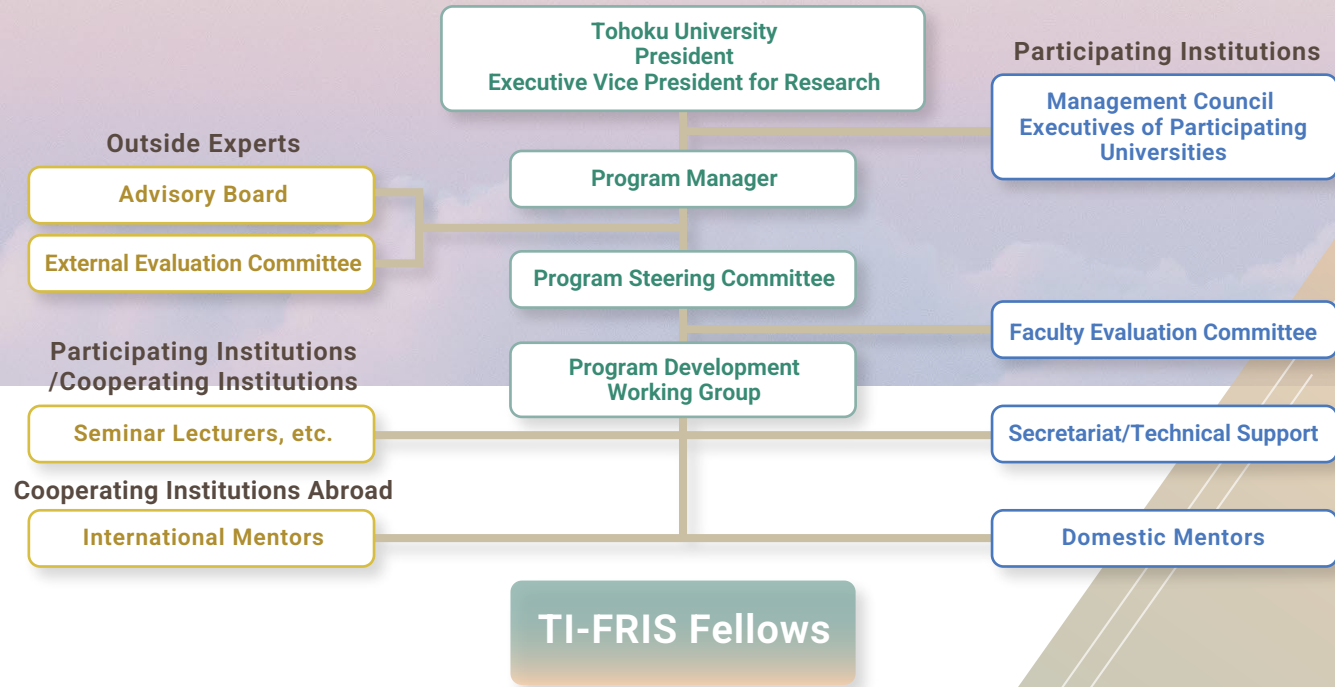 Tohoku University
President
Executive Vice President for Research
Participating Institutions
Management Council
Executives of Participating
Universities
Outside Experts
Advisory Board
External Evaluation Committee
Program Manager
Program Steering Committee
Faculty Evaluation Committee
Participating Institutions
/Cooperating Institutions
Program Development
Working Group
Seminar Lecturers, etc.
Secretariat/Technical Support
Cooperating Institutions Abroad
International Mentors
Domestic Mentors
TI-FRIS Fellows